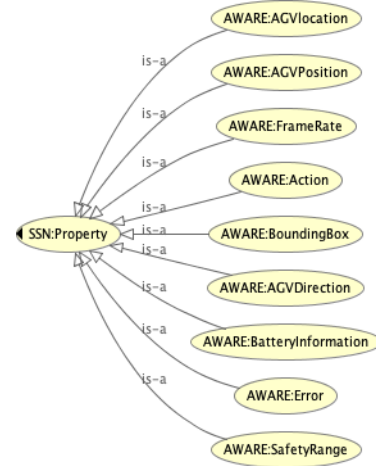 AWARE:AGVlocation
is-a
AWARE:AGVPosition
is-a
AWARE:FrameRate
is-a
AWARE:Action
is-a
SSN:Property
is-a
AWARE:BoundingBox
is-a
AWARE:AGVDirection
is-a
AWARE:BatteryInformation
is-a
AWARE:Error
is-a
AWARE:SafetyRange